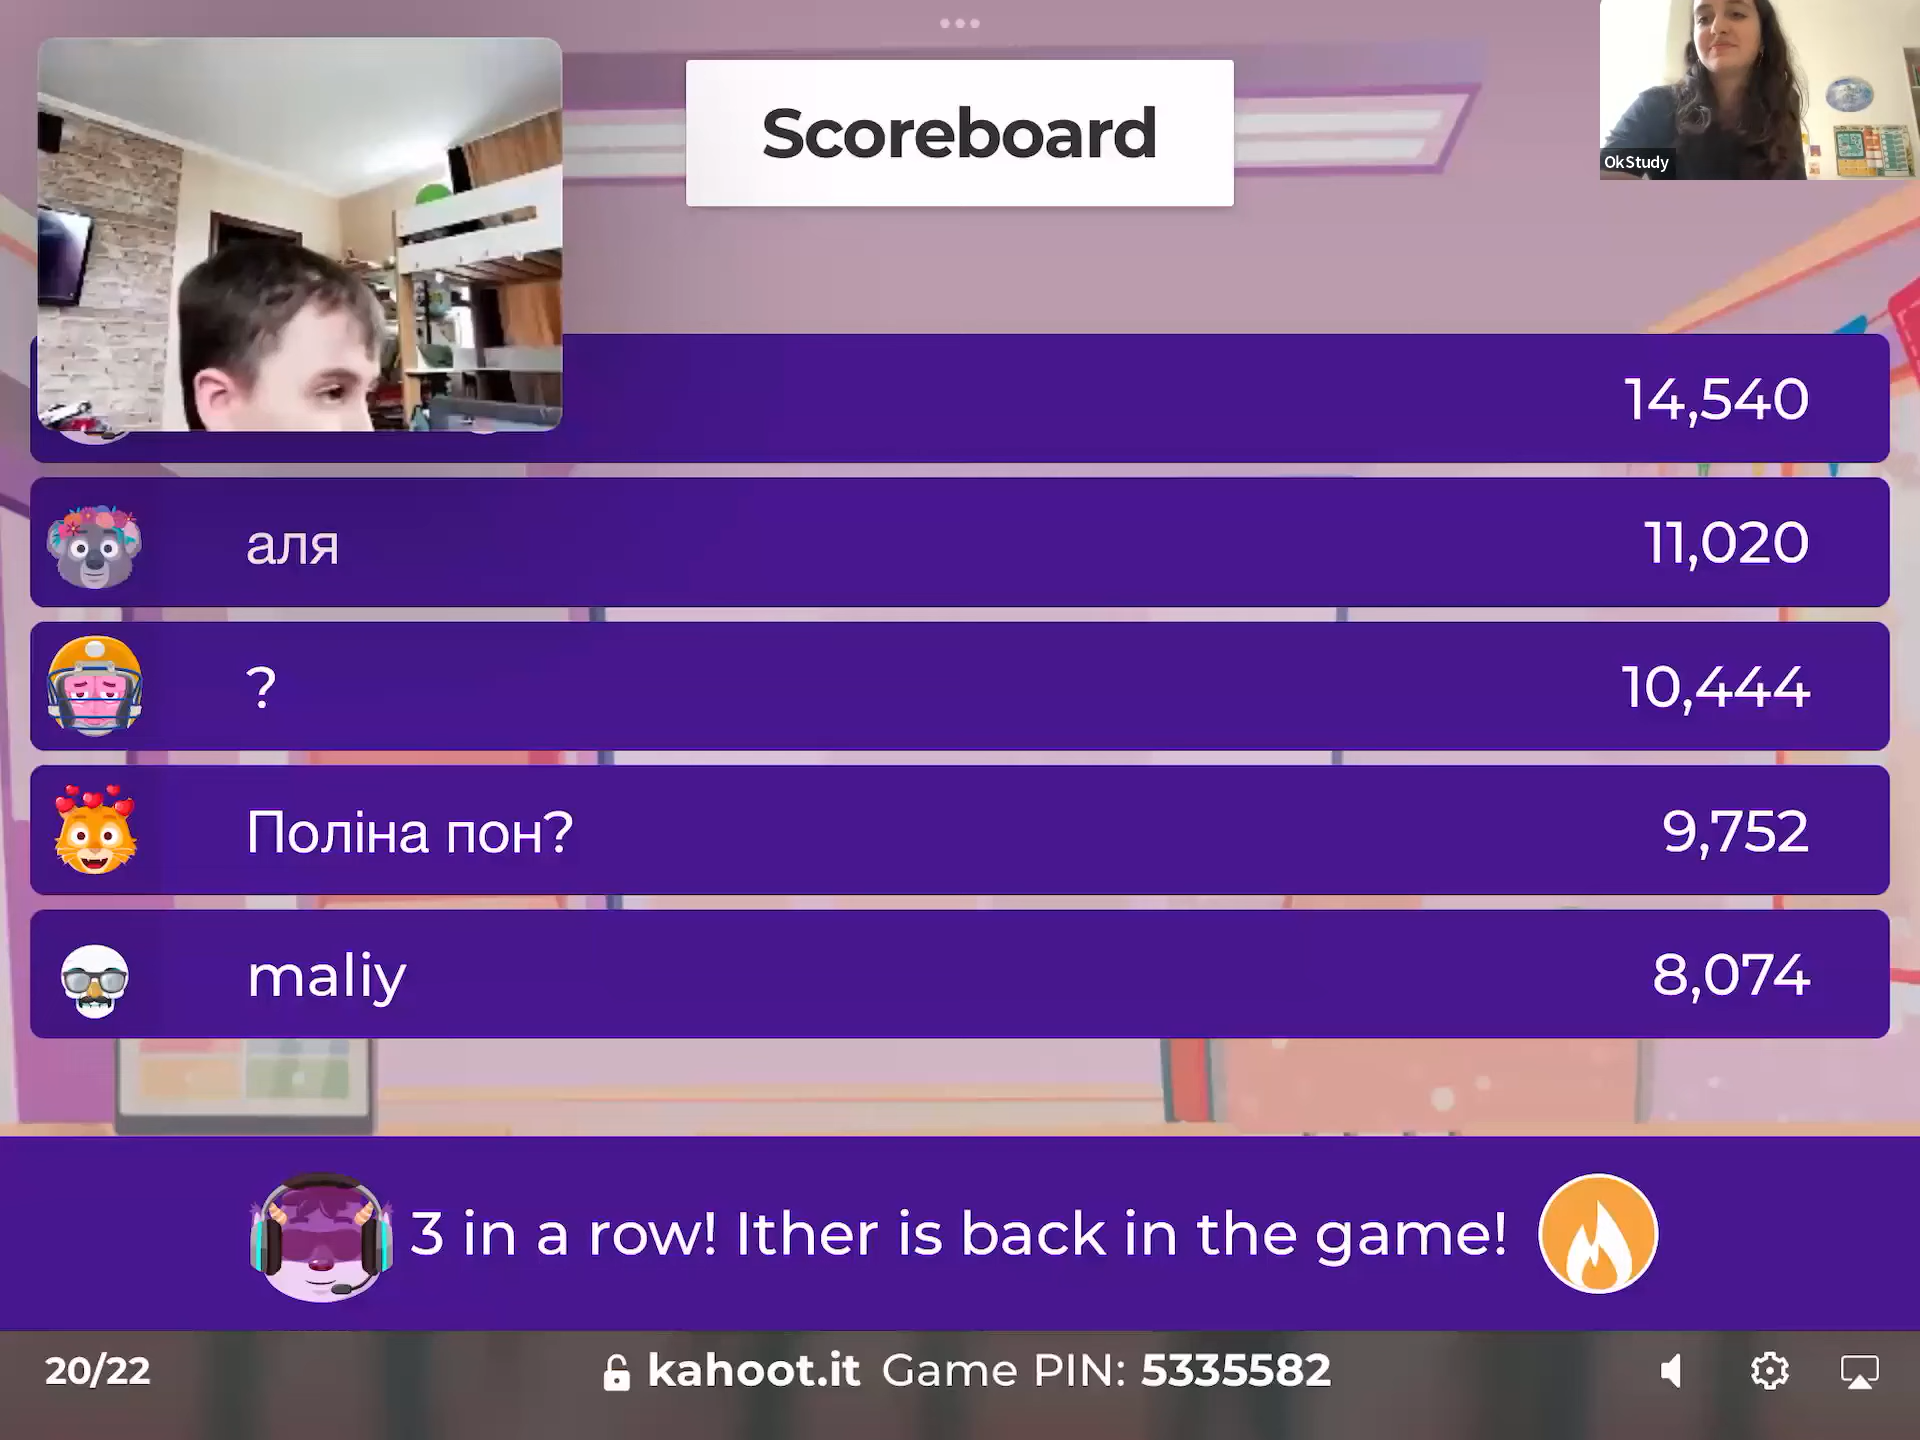 Scoreboard
OkStudy
14,540
аля 11,020
? 10,444
Поліна пон? 9,752
maliy 8,074
3 in a row! Ither is back in the game!
20/22 kahoot.it Game PIN: 5335582